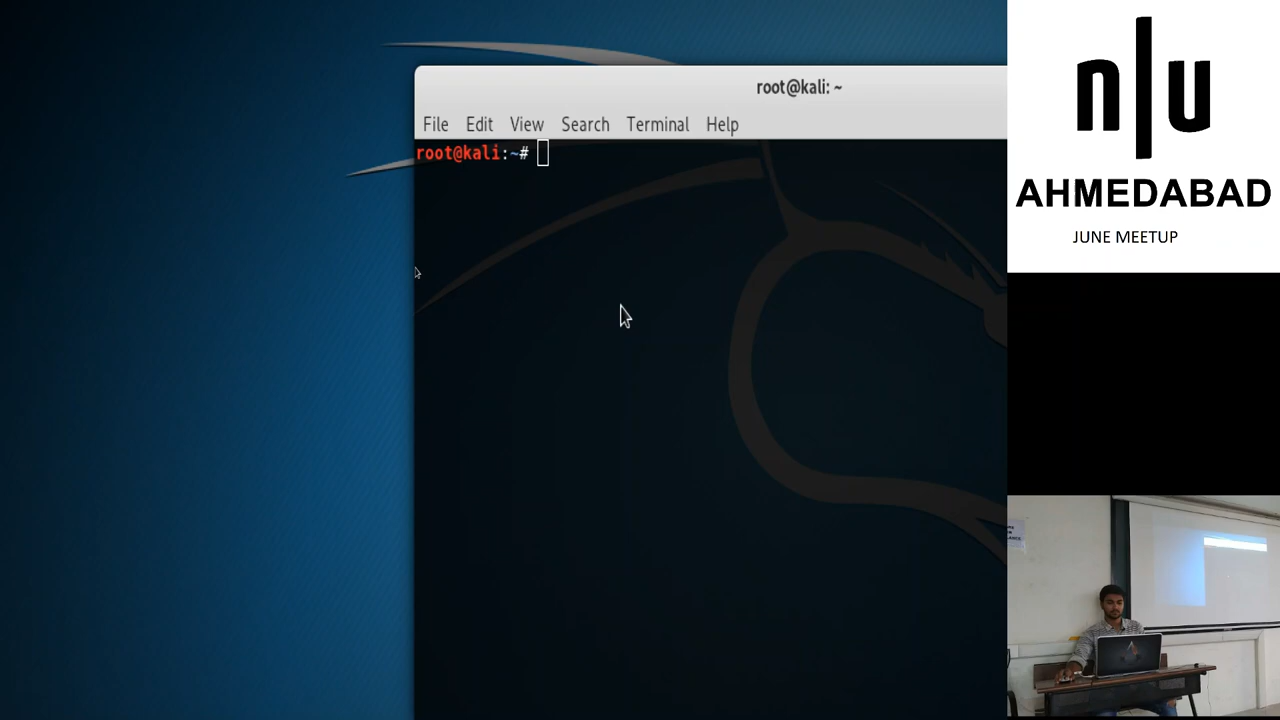 root@kali: ~
File Edit View Search Terminal Help
root@kali:~#
n|u
AHMEDABAD
JUNE MEETUP